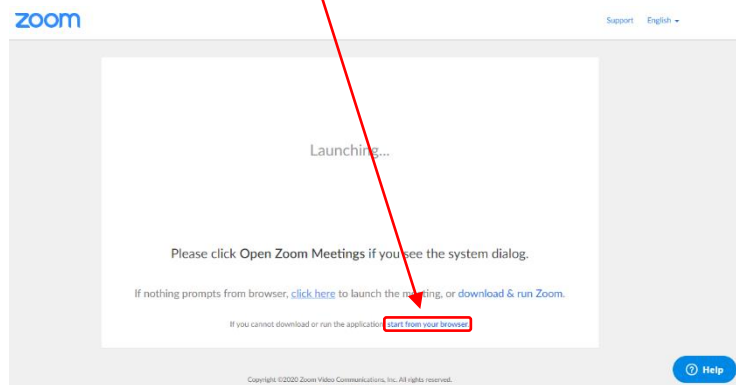 zoom
Support English
Launching...
Please click Open Zoom Meetings if you see the system dialog.
If nothing prompts from browser, click here to launch the meeting, or download & run Zoom.
If you cannot download or run the application, start from your browser.
Copyright ©2020 Zoom Video Communications, Inc. All rights reserved.
Help